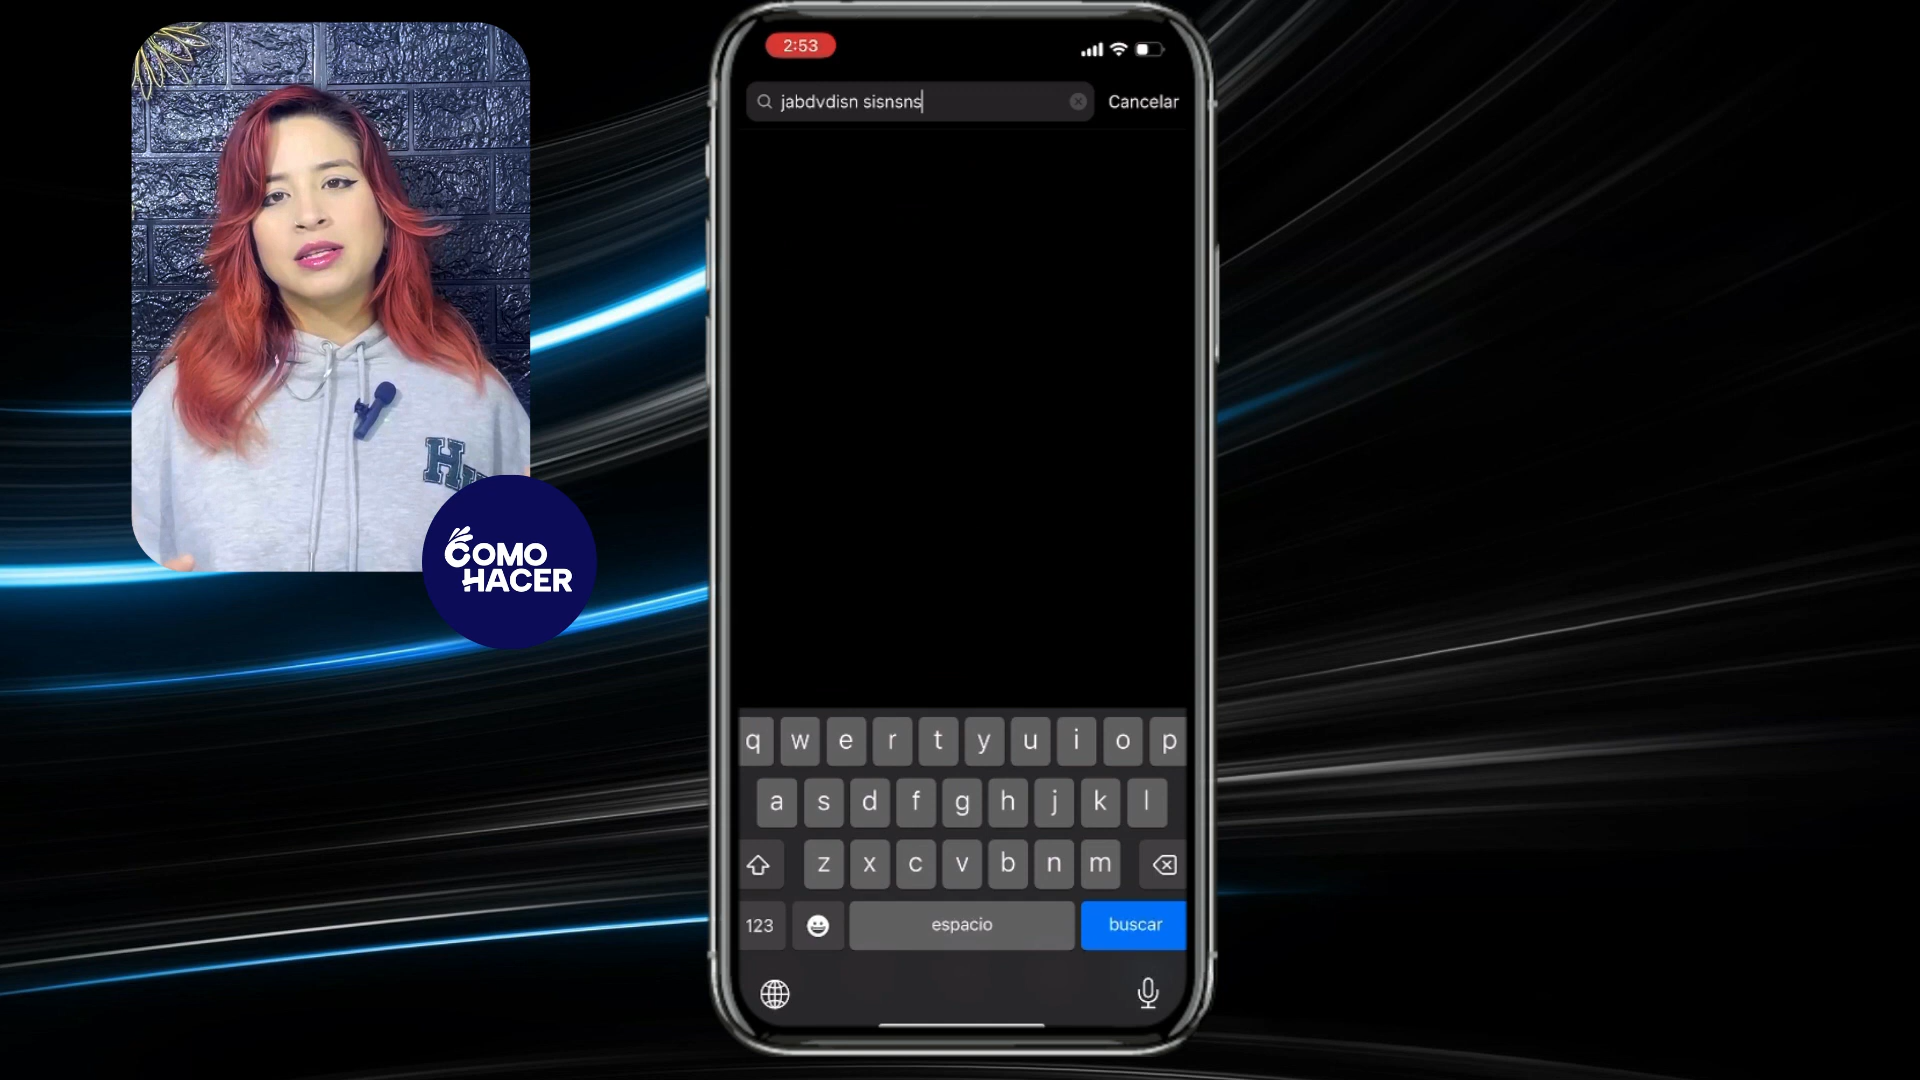 2:53
jabdvdisn sisnsns
Cancelar
H
COMO
HACER
q w e r t y u i o p
a s d f g h j k l
z x c v b n m
123 espacio buscar